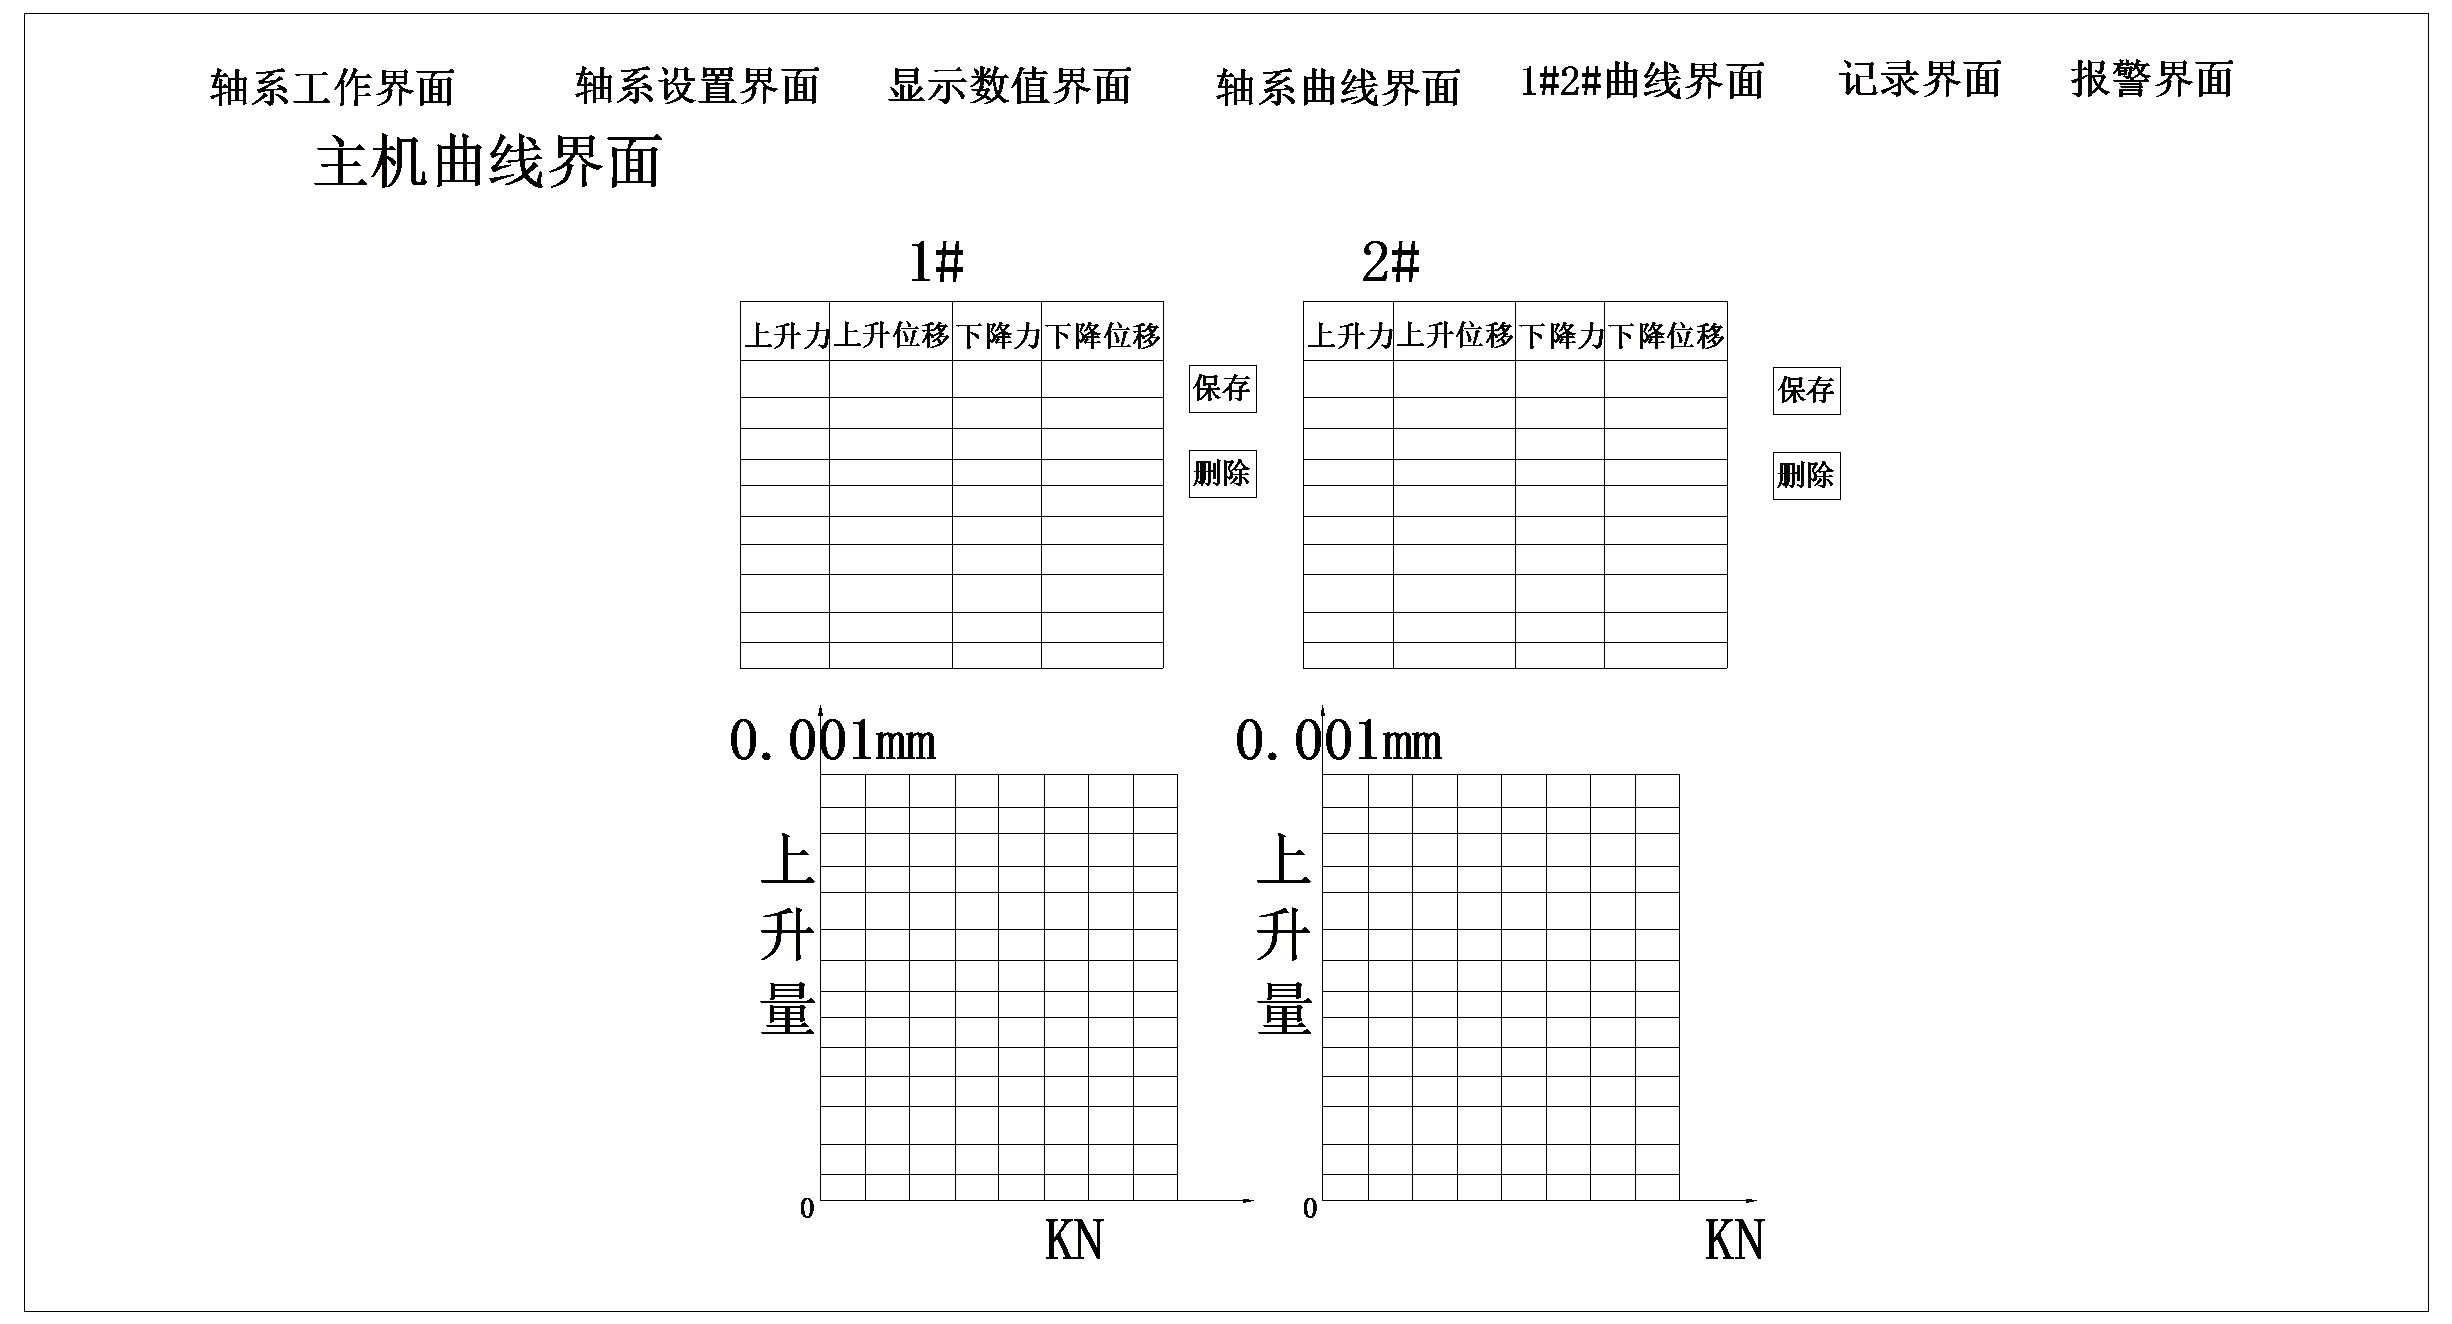 轴系工作界面 轴系设置界面 显示数值界面 轴系曲线界面 1#2#曲线界面 记录界面 报警界面
主机曲线界面
1# 2#
上升力 上升位移 下降力 下降位移 上升力 上升位移 下降力 下降位移
保存 保存
删除 删除
0.001mm 0.001mm
上升量 上升量
0 0
KN KN